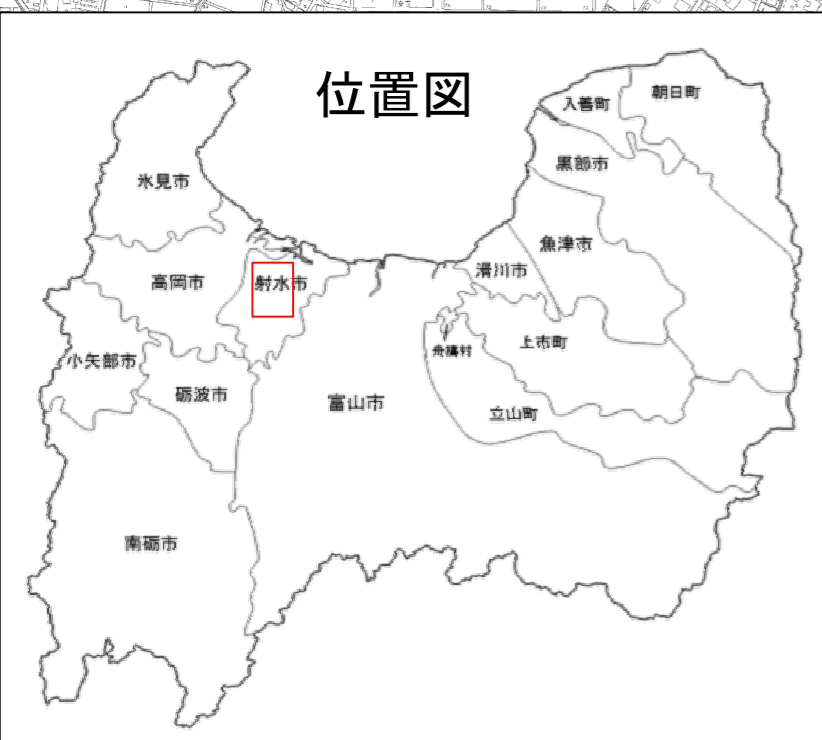 位置図
入善町
朝日町
黒部市
氷見市
魚津市
滑川市
高岡市
射水市
上市町
舟橋村
小矢部市
砺波市
富山市
立山町
南砺市